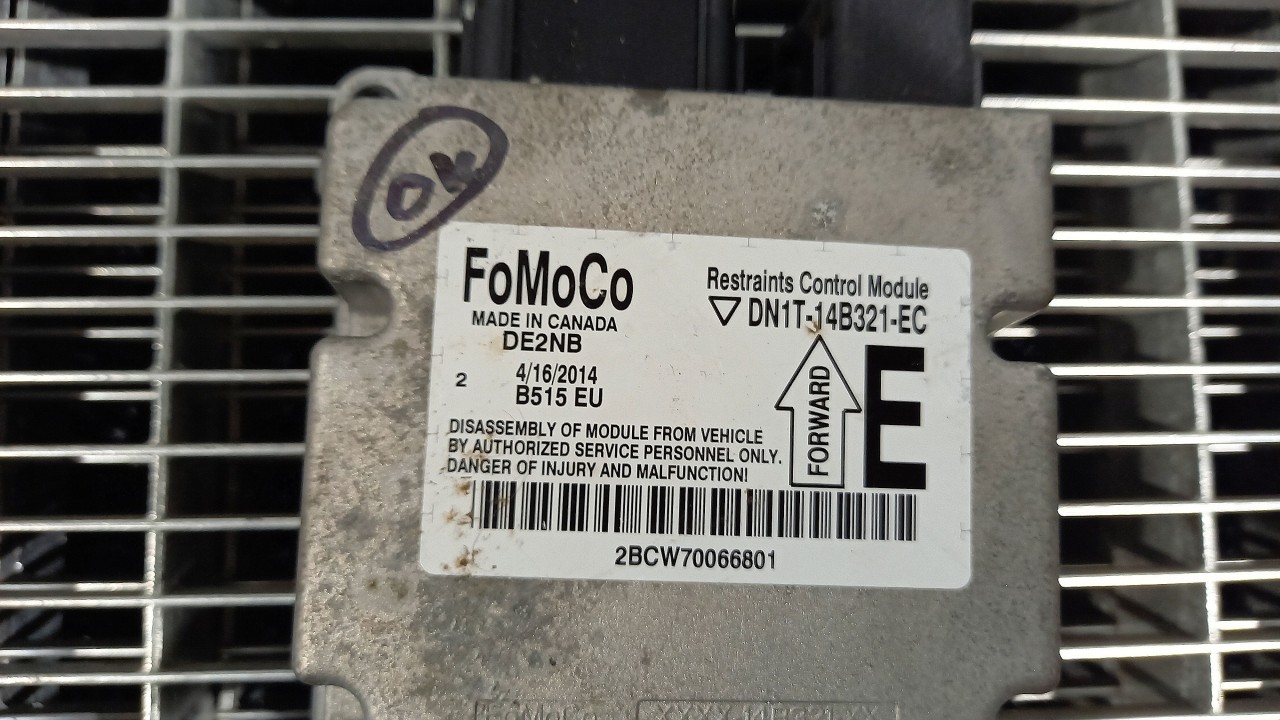 OK
FoMoCo
MADE IN CANADA
DE2NB
2
4/16/2014
B515 EU
Restraints Control Module
DN1T-14B321-EC
FORWARD
E
DISASSEMBLY OF MODULE FROM VEHICLE
BY AUTHORIZED SERVICE PERSONNEL ONLY.
DANGER OF INJURY AND MALFUNCTION!
2BCW70066801
FoMoCo